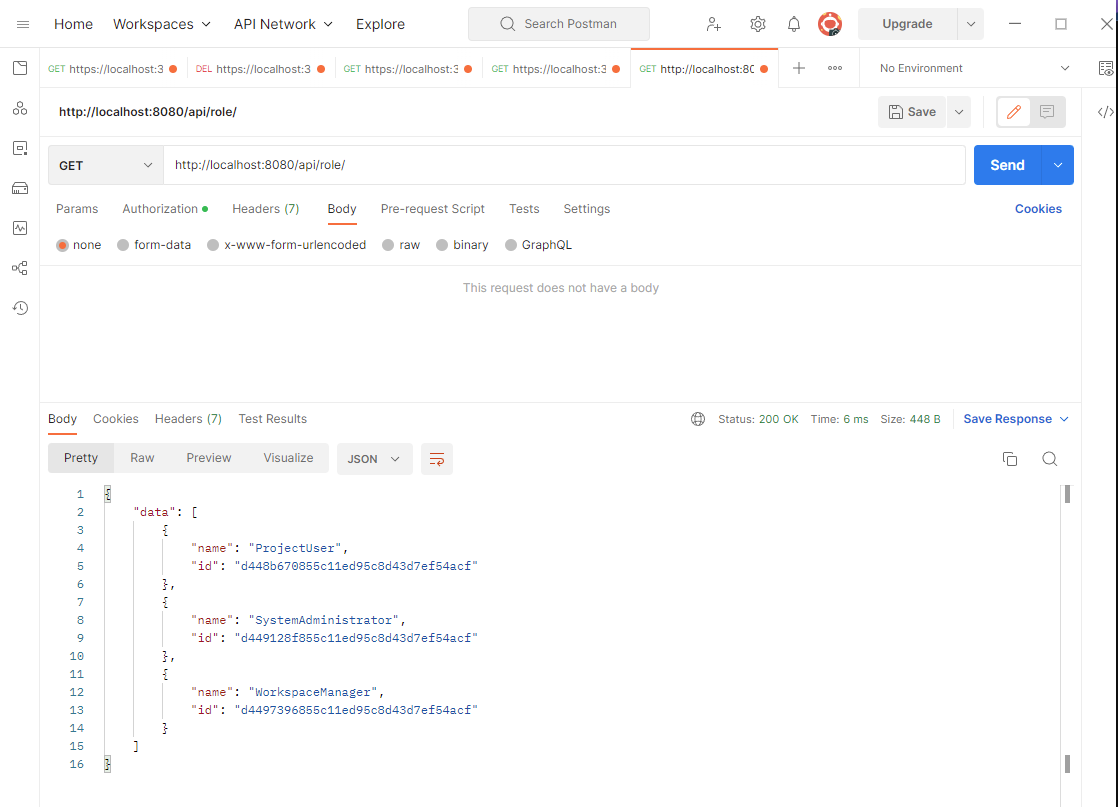 Home Workspaces API Network Explore Search Postman Upgrade
GET https://localhost:3 DEL https://localhost:3 GET https://localhost:3 GET https://localhost:3 GET http://localhost:80 No Environment
http://localhost:8080/api/role/ Save
GET http://localhost:8080/api/role/ Send
Params Authorization Headers (7) Body Pre-request Script Tests Settings Cookies
none form-data x-www-form-urlencoded raw binary GraphQL
This request does not have a body
Body Cookies Headers (7) Test Results Status: 200 OK Time: 6 ms Size: 448 B Save Response
Pretty Raw Preview Visualize JSON
1 {
2 "data": [
3 {
4 "name": "ProjectUser",
5 "id": "d448b670855c11ed95c8d43d7ef54acf"
6 },
7 {
8 "name": "SystemAdministrator",
9 "id": "d449128f855c11ed95c8d43d7ef54acf"
10 },
11 {
12 "name": "WorkspaceManager",
13 "id": "d4497396855c11ed95c8d43d7ef54acf"
14 }
15 ]
16 }